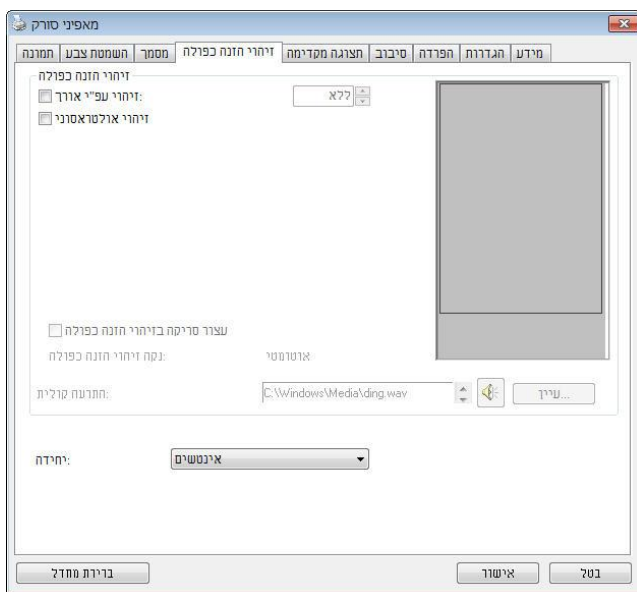 מאפיני סורק
תמונה השמטת צבע מסמך זיהוי הזנה כפולה תצוגה מקדימה סיבוב הפרדה הגדרות מידע
זיהוי הזנה כפולה
זיהוי עפ"י אורך: ללא
זיהוי אולטראסוני
עצור סריקה בזיהוי הזנה כפולה
נקה זיהוי הזנה כפולה: אוטומטי
התרעה קולית: C:\Windows\Media\ding.wav עיין...
יחידה: אינטשים
ברירת מחדל אישור בטל